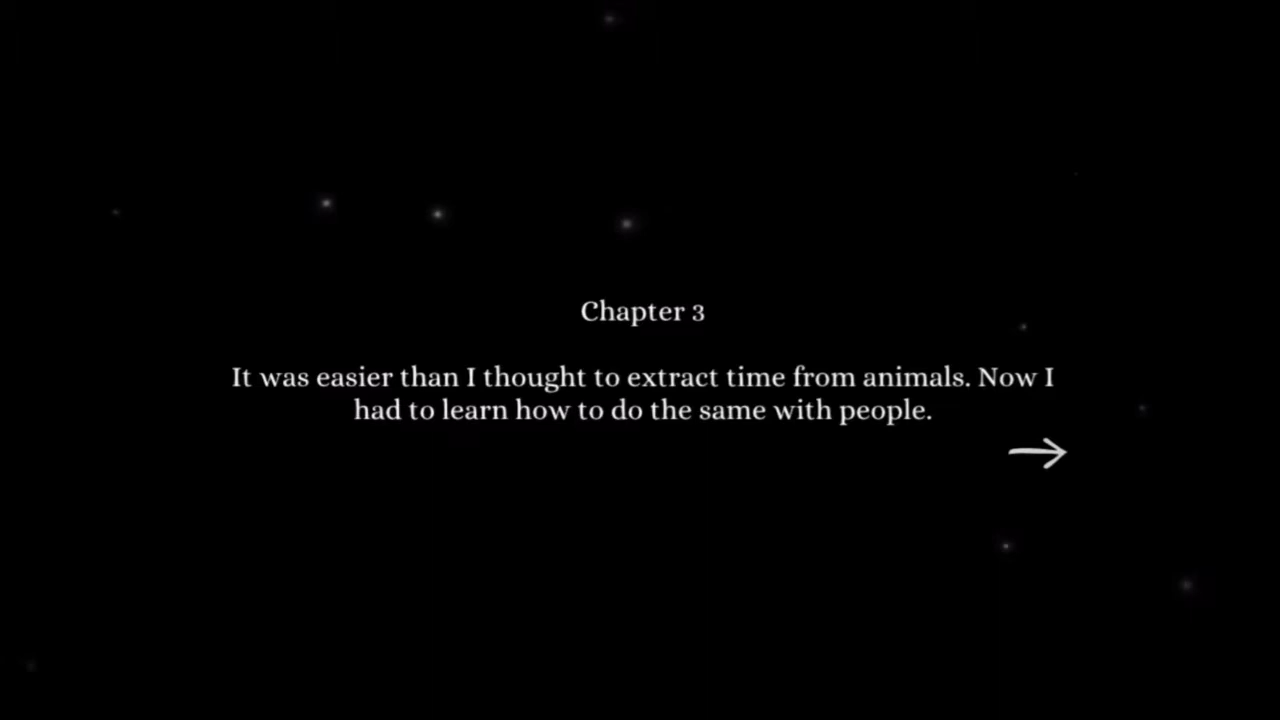 Chapter 3
It was easier than I thought to extract time from animals. Now I
had to learn how to do the same with people.